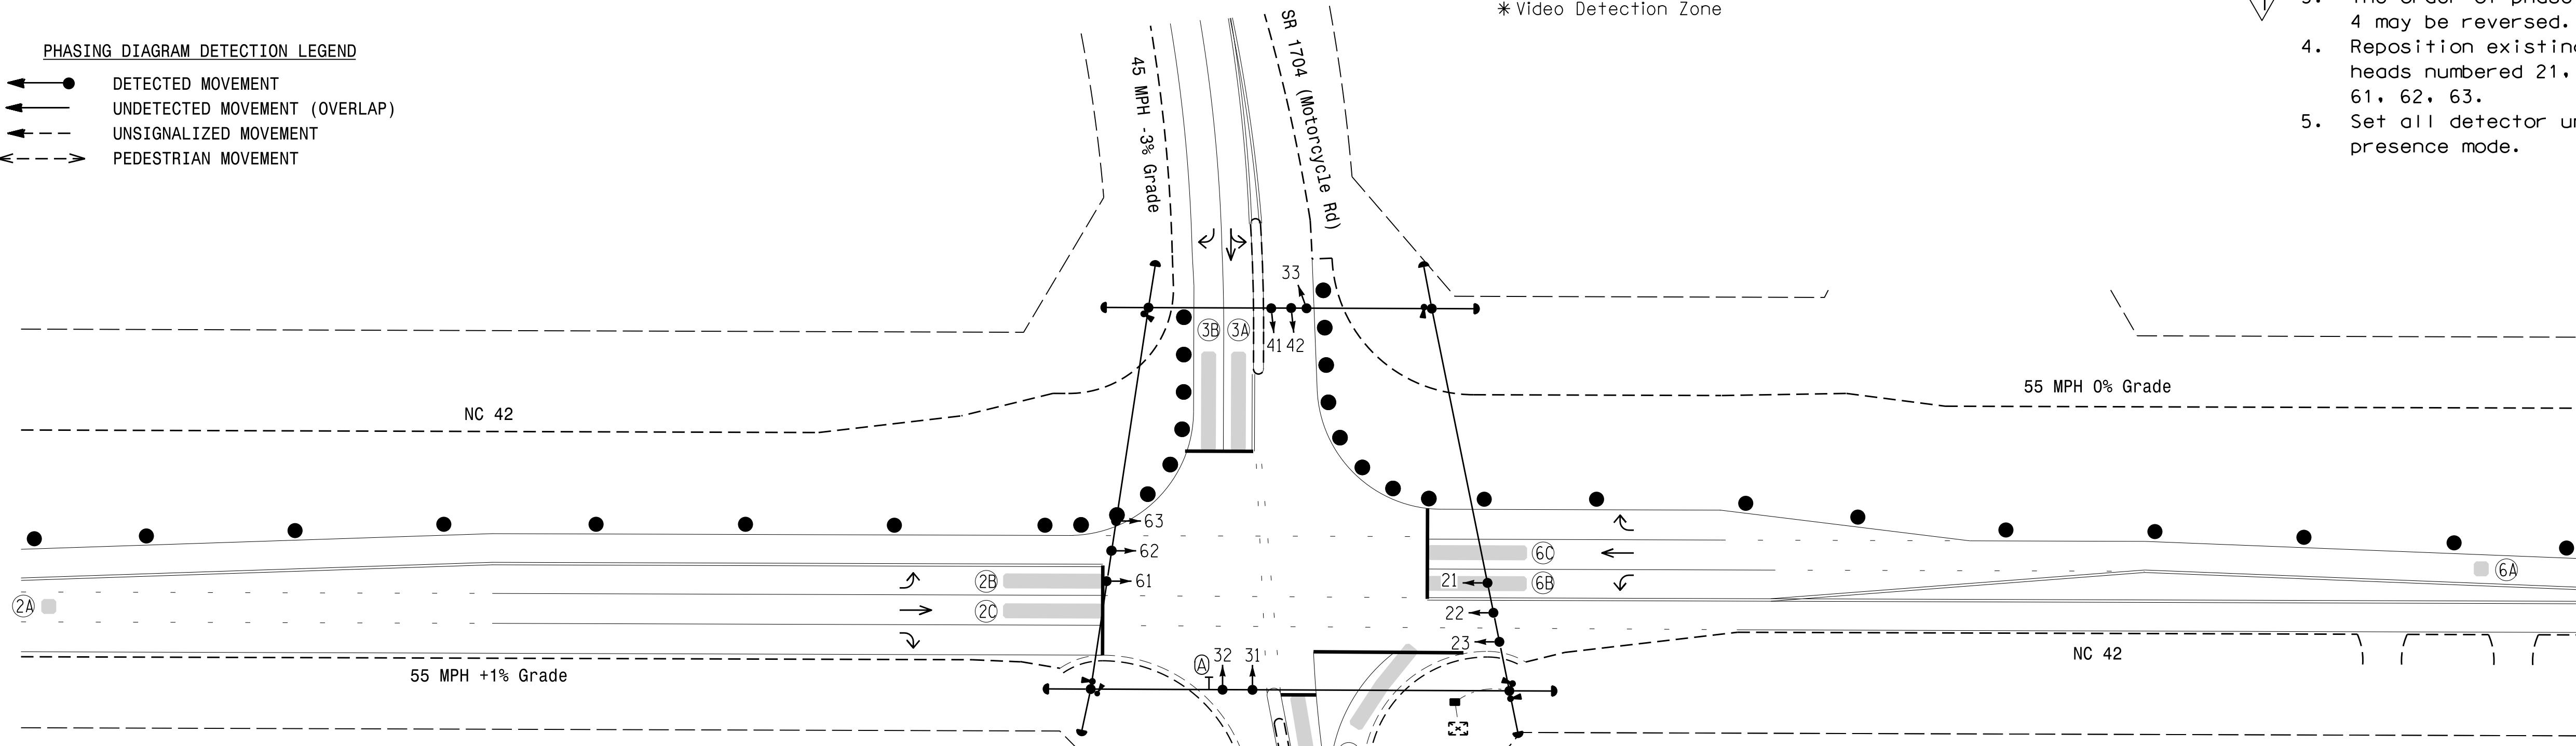 * Video Detection Zone
4 may be reversed.
4. Reposition existing
heads numbered 21,
61, 62, 63.
5. Set all detector
presence mode.
PHASING DIAGRAM DETECTION LEGEND
DETECTED MOVEMENT
UNDETECTED MOVEMENT (OVERLAP)
UNSIGNALIZED MOVEMENT
PEDESTRIAN MOVEMENT
45 MPH -3% Grade
SR 1704 (Motorcycle Rd)
33
3B 3A
41 42
55 MPH 0% Grade
NC 42
63
62
61
2B
2C
2A
6C
6B
6A
21
22
23
A 32 31
55 MPH +1% Grade
NC 42